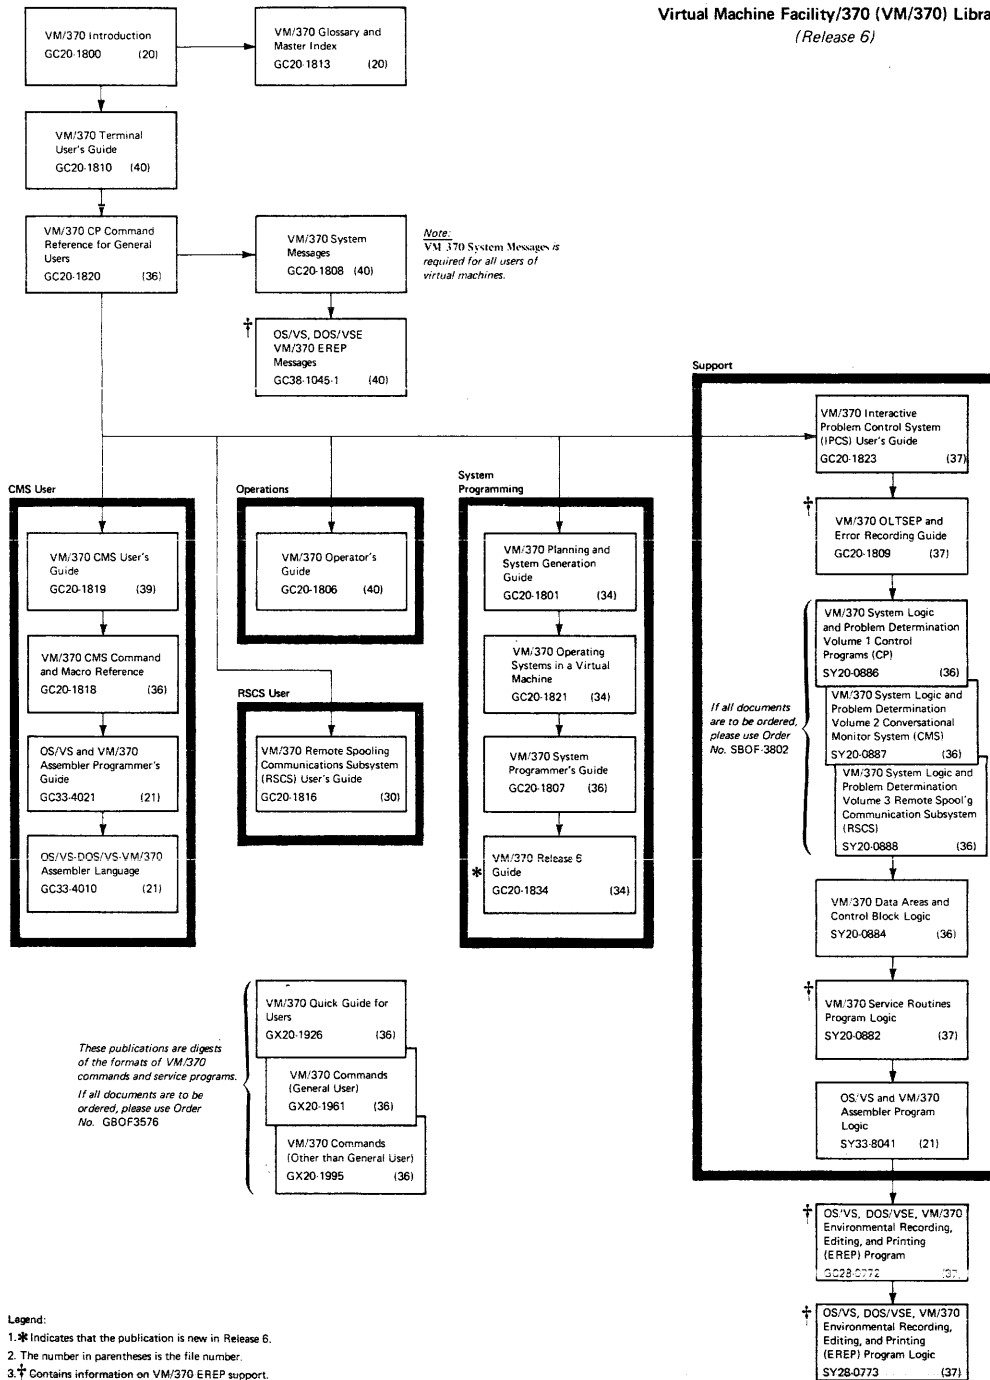 Virtual Machine Facility/370 (VM/370) Libra
(Release 6)
VM/370 Introduction
GC20-1800 (20)
VM/370 Glossary and
Master Index
GC20-1813 (20)
VM/370 Terminal
User's Guide
GC20-1810 (40)
VM/370 CP Command
Reference for General
Users
GC20-1820 (36)
VM/370 System
Messages
GC20-1808 (40)
Note:
VM 370 System Messages is
required for all users of
virtual machines.
†
OS/VS, DOS/VSE
VM/370 EREP
Messages
GC38-1045-1 (40)
CMS User
VM/370 CMS User's
Guide
GC20-1819 (39)
VM/370 CMS Command
and Macro Reference
GC20-1818 (36)
OS/VS and VM/370
Assembler Programmer's
Guide
GC33-4021 (21)
OS/VS-DOS/VS-VM/370
Assembler Language
GC33-4010 (21)
Operations
VM/370 Operator's
Guide
GC20-1806 (40)
RSCS User
VM/370 Remote Spooling
Communications Subsystem
(RSCS) User's Guide
GC20-1816 (30)
System
Programming
VM/370 Planning and
System Generation
Guide
GC20-1801 (34)
VM/370 Operating
Systems in a Virtual
Machine
GC20-1821 (34)
VM/370 System
Programmer's Guide
GC20-1807 (36)
*
VM/370 Release 6
Guide
GC20-1834 (34)
Support
VM/370 Interactive
Problem Control System
(IPCS) User's Guide
GC20-1823 (37)
†
VM/370 OLTSEP and
Error Recording Guide
GC20-1809 (37)
If all documents
are to be ordered,
please use Order
No. SBOF-3802
VM/370 System Logic
and Problem Determination
Volume 1 Control
Programs (CP)
SY20-0886 (36)
VM/370 System Logic and
Problem Determination
Volume 2 Conversational
Monitor System (CMS)
SY20-0887 (36)
VM/370 System Logic and
Problem Determination
Volume 3 Remote Spool'g
Communication Subsystem
(RSCS)
SY20-0888 (36)
VM/370 Data Areas and
Control Block Logic
SY20-0884 (36)
†
VM/370 Service Routines
Program Logic
SY20-0882 (37)
OS/VS and VM/370
Assembler Program
Logic
SY33-8041 (21)
†
OS/VS, DOS/VSE, VM/370
Environmental Recording,
Editing, and Printing
(EREP) Program
GC28-0772 (37)
†
OS/VS, DOS/VSE, VM/370
Environmental Recording,
Editing, and Printing
(EREP) Program Logic
SY28-0773 (37)
These publications are digests
of the formats of VM/370
commands and service programs.
If all documents are to be
ordered, please use Order
No. GBOF3576
VM/370 Quick Guide for
Users
GX20-1926 (36)
VM/370 Commands
(General User)
GX20-1961 (36)
VM/370 Commands
(Other than General User)
GX20-1995 (36)
Legend:
1. * Indicates that the publication is new in Release 6.
2. The number in parentheses is the file number.
3. † Contains information on VM/370 EREP support.